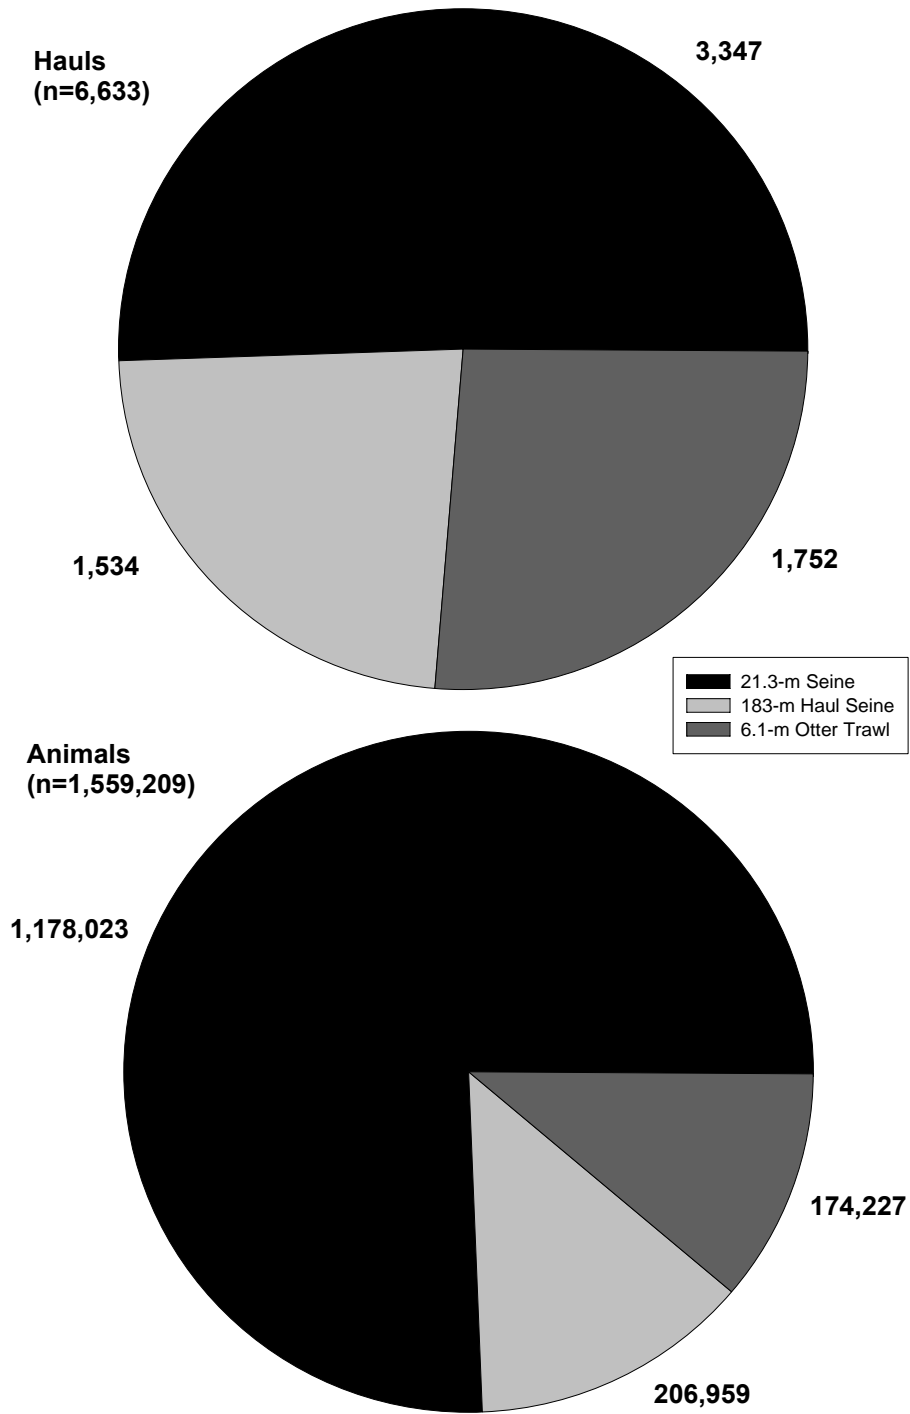 Hauls
(n=6,633)
3,347
1,534
1,752
21.3-m Seine
183-m Haul Seine
6.1-m Otter Trawl
Animals
(n=1,559,209)
1,178,023
174,227
206,959